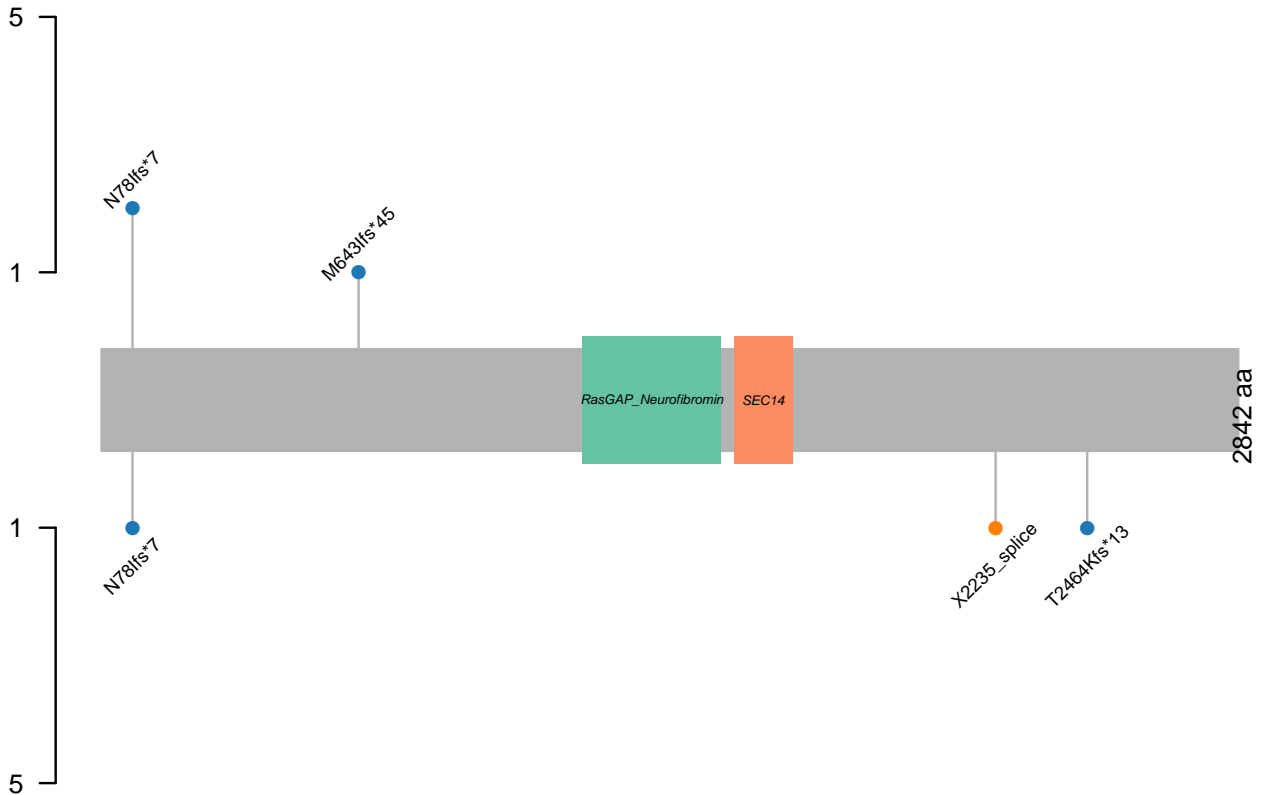 5
N78Ifs*7
M643Ifs*45
1
RasGAP_Neurofibromin
SEC14
2842 aa
1
N78Ifs*7
X2235_splice
T2464Kfs*13
5